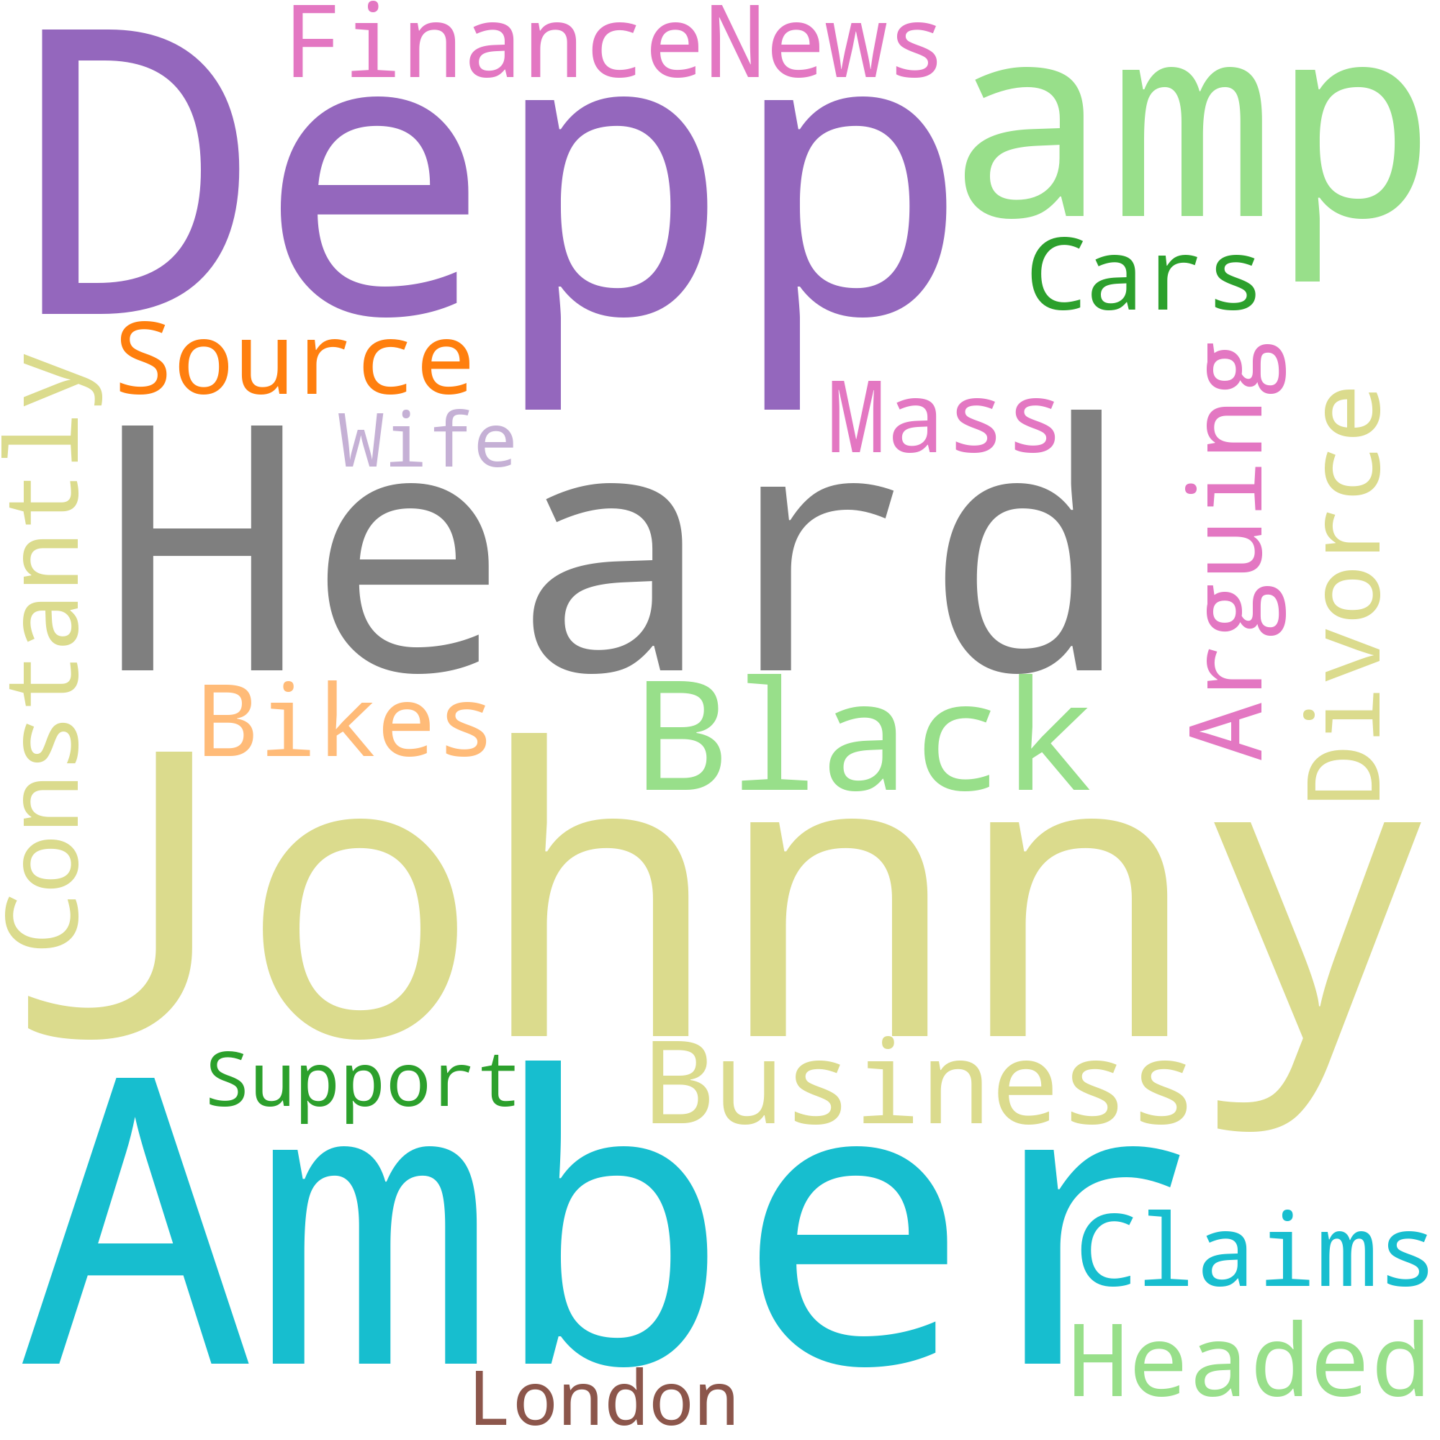 FinanceNews
Depp
amp
Cars
Source
Constantly
Wife
Mass
Arguing
Divorce
Heard
Bikes
Black
Johnny
Support
Business
Amber
Claims
Headed
London